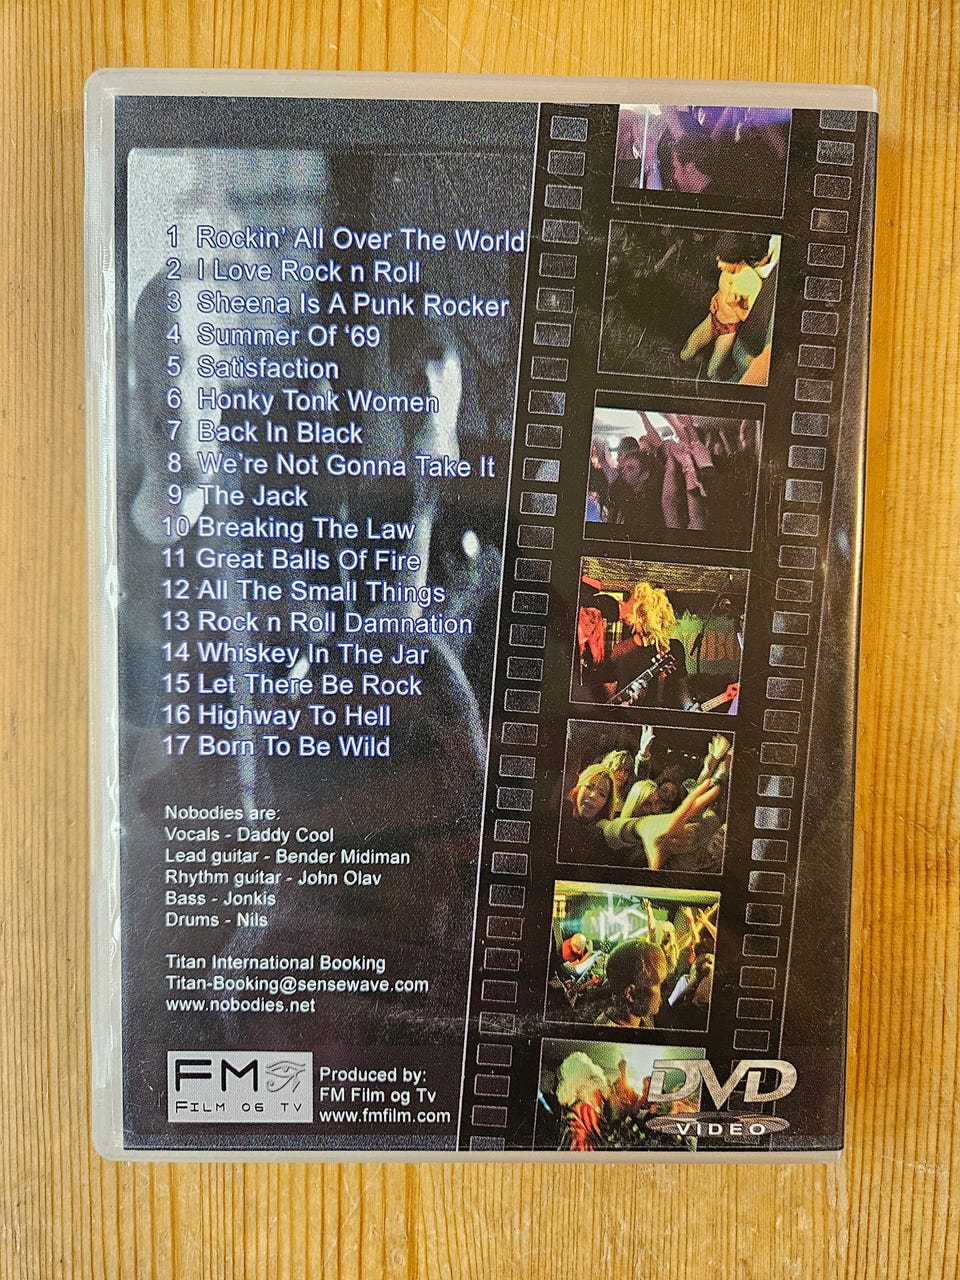 1 Rockin' All Over The World
2 I Love Rock n Roll
3 Sheena Is A Punk Rocker
4 Summer Of ‘69
5 Satisfaction
6 Honky Tonk Women
7 Back In Black
8 We're Not Gonna Take It
9 The Jack
10 Breaking The Law
11 Great Balls Of Fire
12 All The Small Things
13 Rock n Roll Damnation
14 Whiskey In The Jar
15 Let There Be Rock
16 Highway To Hell
17 Born To Be Wild
Nobodies are:
Vocals - Daddy Cool
Lead guitar - Bender Midiman
Rhythm guitar - John Olav
Bass - Jonkis
Drums - Nils
Titan International Booking
Titan-Booking@sensewave.com
www.nobodies.net
FM
FILM OG TV
Produced by:
FM Film og Tv
www.fmfilm.com
DVD
VIDEO